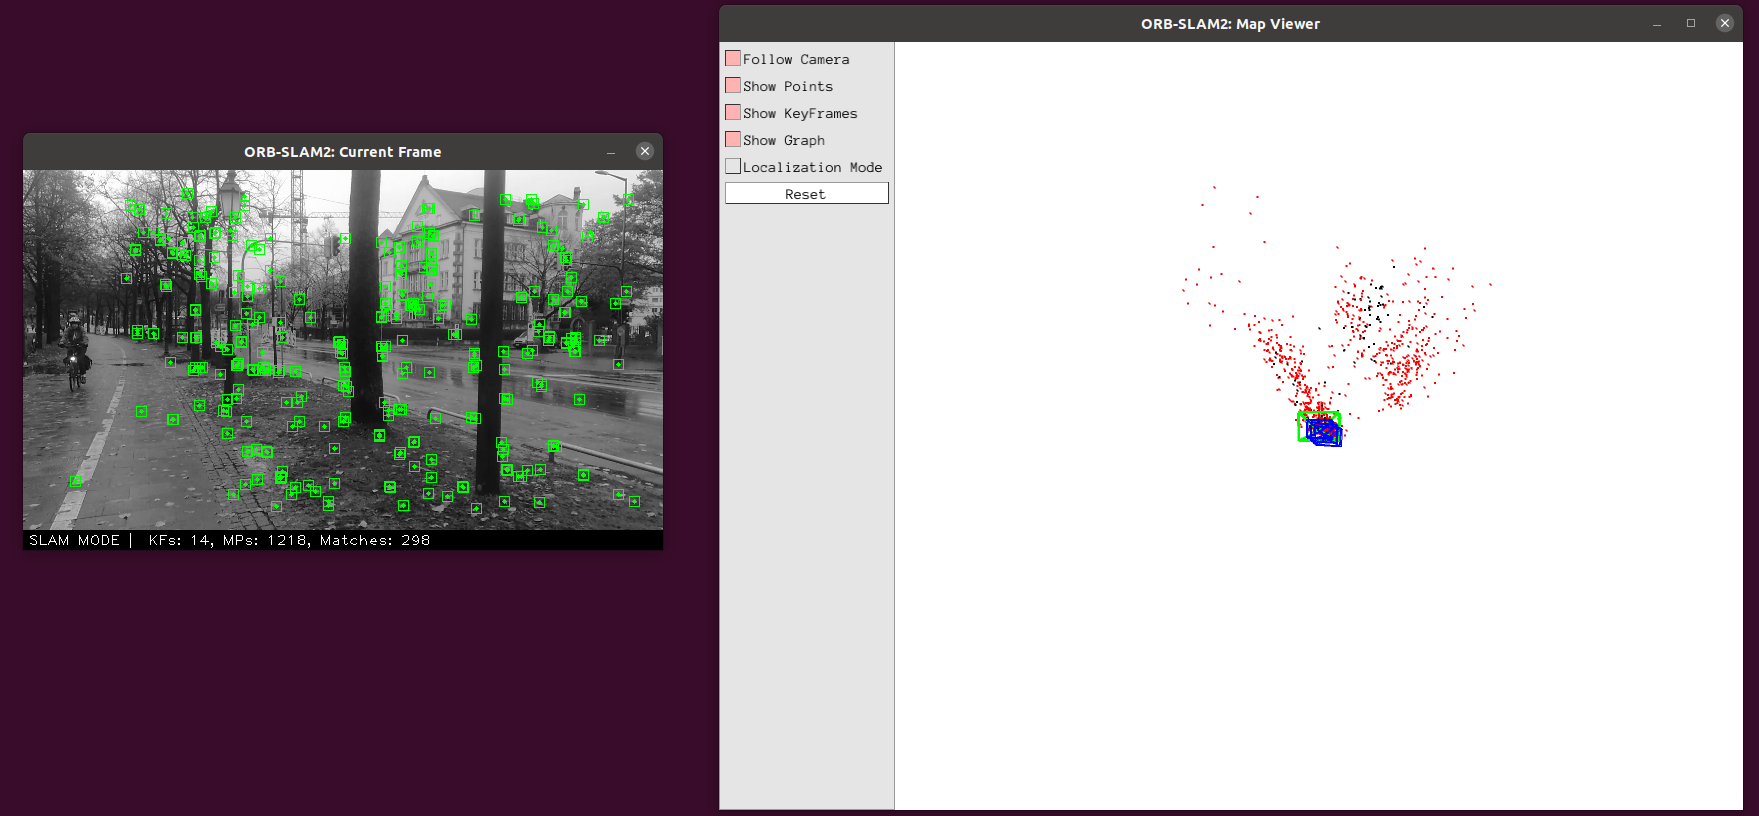 ORB-SLAM2: Current Frame
SLAM MODE | KFs: 14, MPs: 1218, Matches: 298
ORB-SLAM2: Map Viewer
Follow Camera
Show Points
Show KeyFrames
Show Graph
Localization Mode
Reset